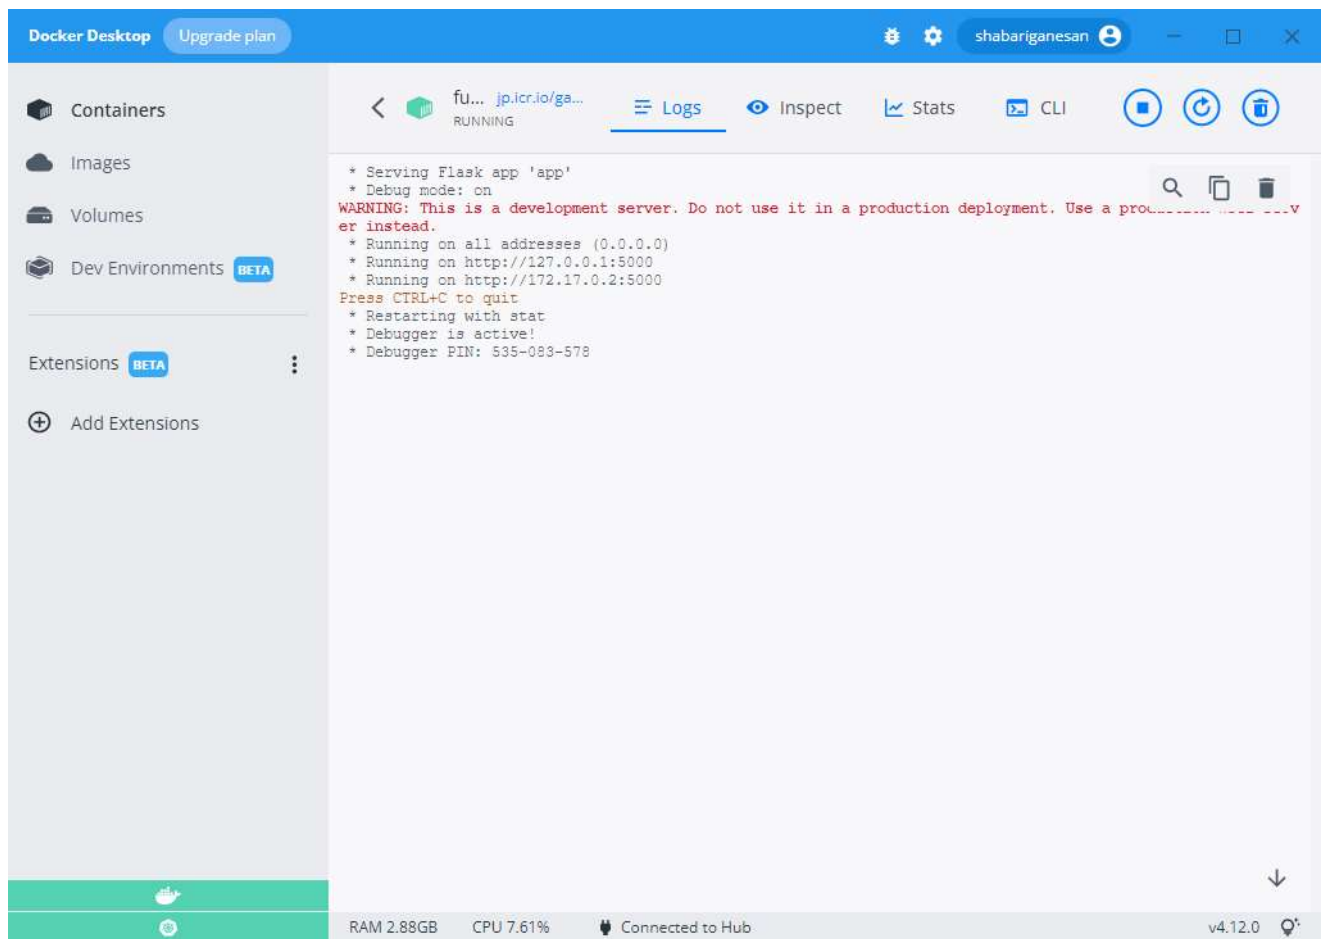 Docker Desktop Upgrade plan shabariganesan
Containers
Images
Volumes
Dev Environments BETA
Extensions BETA
Add Extensions
fu... jp.icr.io/ga...
RUNNING
Logs Inspect Stats CLI
* Serving Flask app 'app'
* Debug mode: on
WARNING: This is a development server. Do not use it in a production deployment. Use a
er instead.
* Running on all addresses (0.0.0.0)
* Running on http://127.0.0.1:5000
* Running on http://172.17.0.2:5000
Press CTRL+C to quit
* Restarting with stat
* Debugger is active!
* Debugger PIN: 535-083-578
RAM 2.88GB CPU 7.61% Connected to Hub v4.12.0